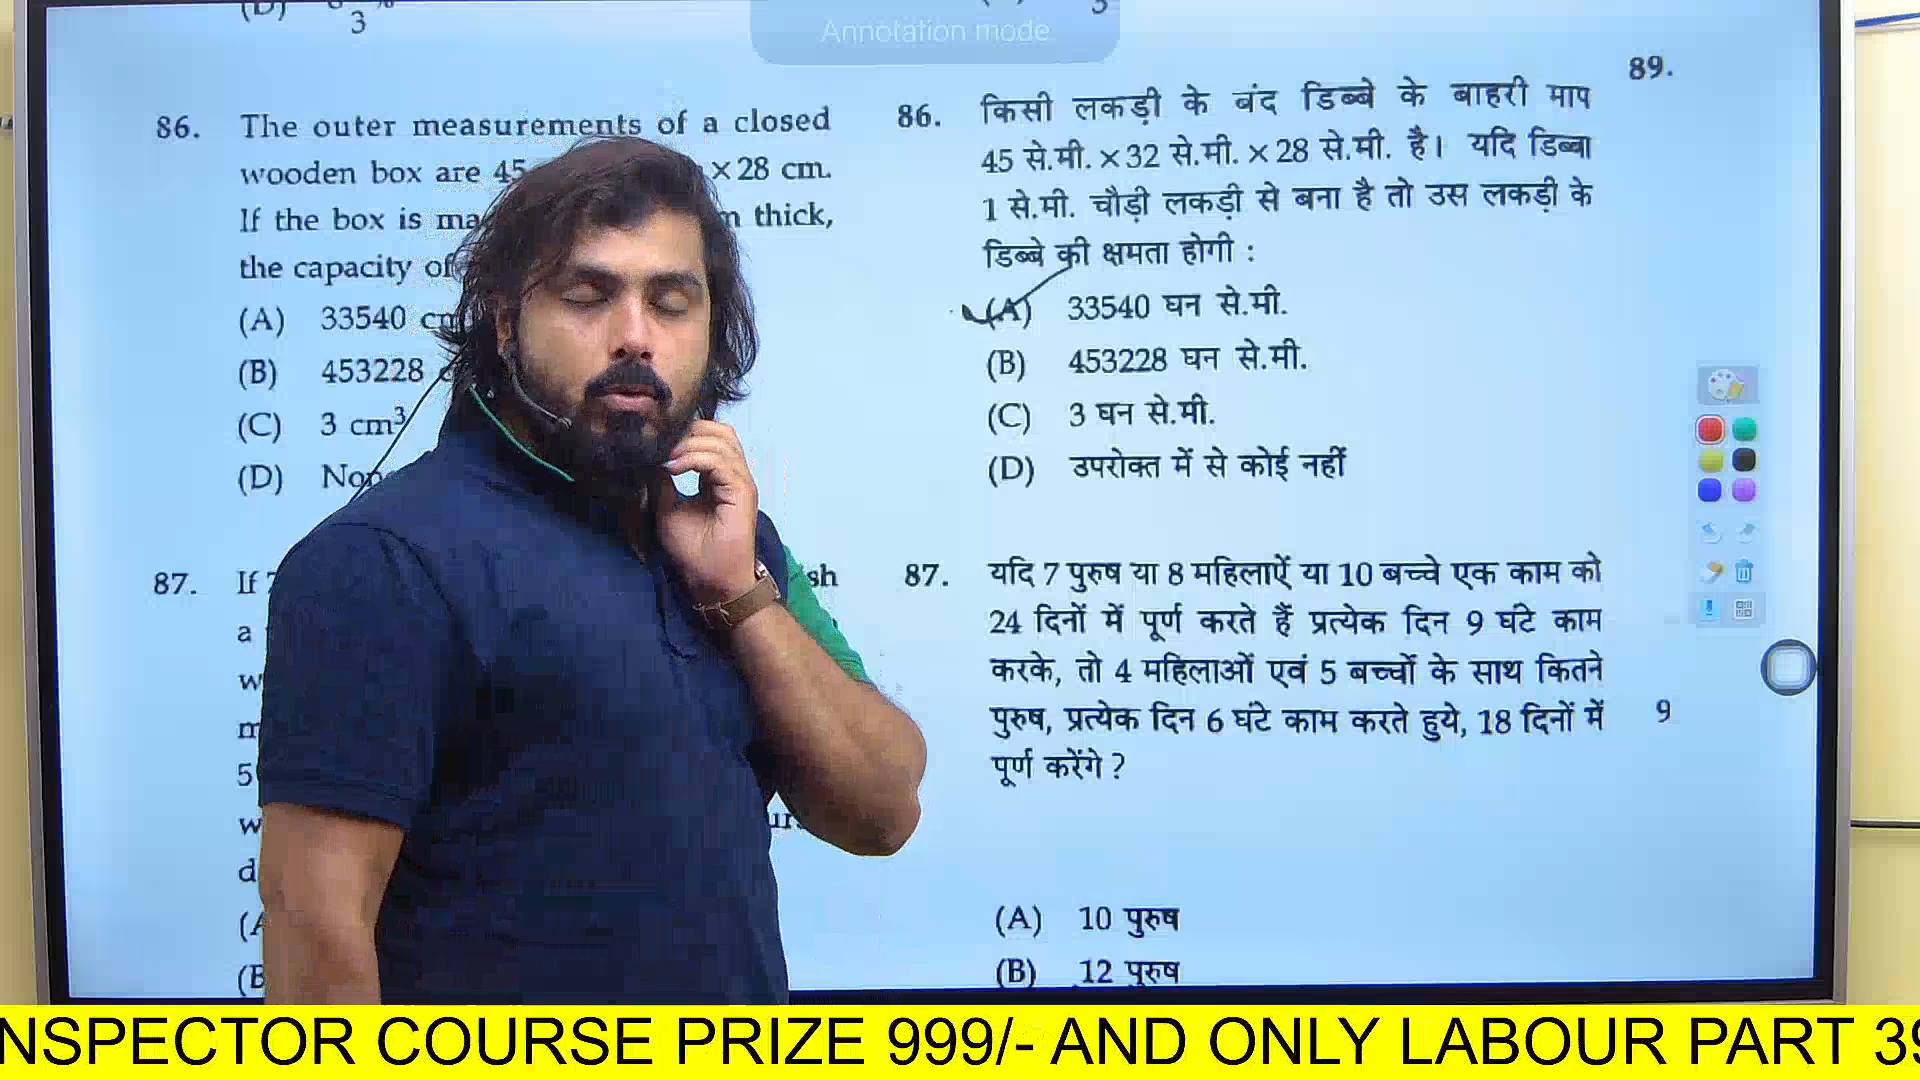 (D)
3
3
Annotation mode
89.
86. The outer measurements of a closed
wooden box are 45 × 28 cm.
If the box is thick,
the capacity of
(A) 33540
(B) 453228
(C) 3 cm³
(D)
87. If
a
5
86. किसी लकड़ी के बंद डिब्बे के बाहरी माप
45 से.मी. × 32 से.मी. × 28 से.मी. है। यदि डिब्बा
1 से.मी. चौड़ी लकड़ी से बना है तो उस लकड़ी के
डिब्बे की क्षमता होगी :
(A) 33540 घन से.मी.
(B) 453228 घन से.मी.
(C) 3 घन से.मी.
(D) उपरोक्त में से कोई नहीं
87. यदि 7 पुरुष या 8 महिलाऐं या 10 बच्चे एक काम को
24 दिनों में पूर्ण करते हैं प्रत्येक दिन 9 घंटे काम
करके, तो 4 महिलाओं एवं 5 बच्चों के साथ कितने
पुरुष, प्रत्येक दिन 6 घंटे काम करते हुये, 18 दिनों में
पूर्ण करेंगे ?
(A) 10 पुरुष
(B) 12 पुरुष
9
NSPECTOR COURSE PRIZE 999/- AND ONLY LABOUR PART 39